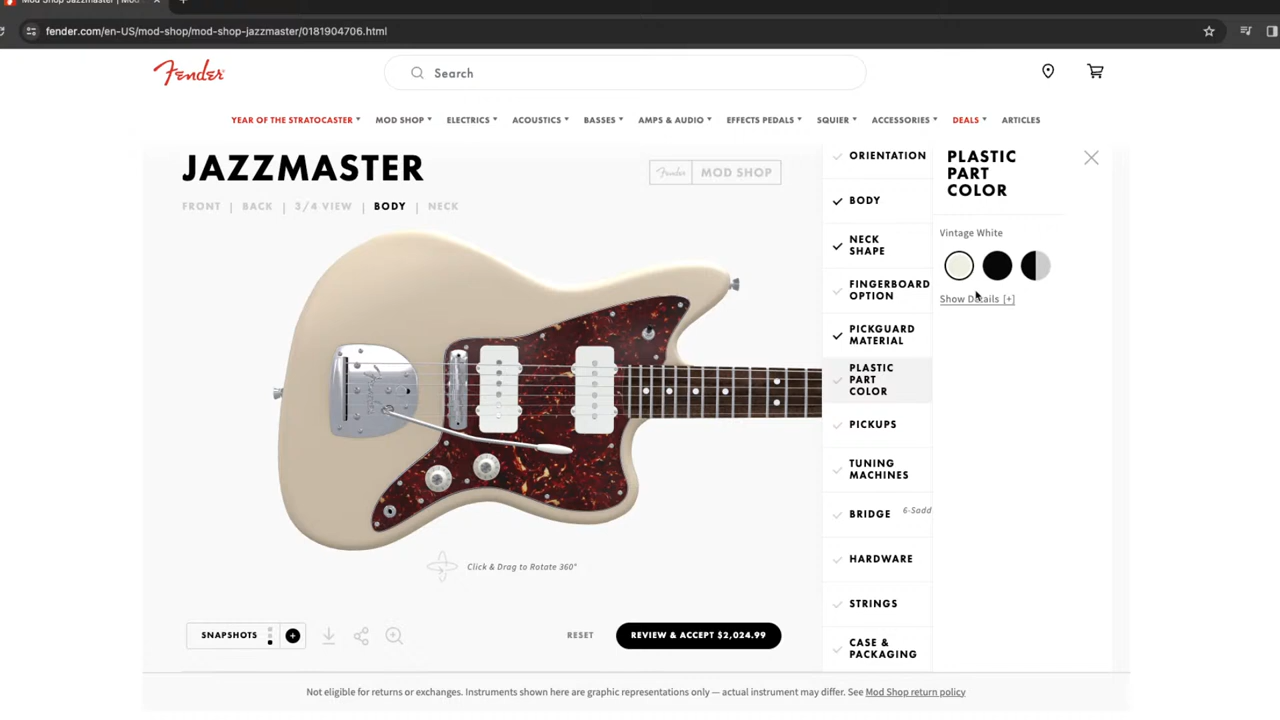 Mod Shop Jazzmaster | Mod
fender.com/en-US/mod-shop/mod-shop-jazzmaster/0181904706.html
Fender
Search
YEAR OF THE STRATOCASTER MOD SHOP ELECTRICS ACOUSTICS BASSES AMPS & AUDIO EFFECTS PEDALS SQUIER ACCESSORIES DEALS ARTICLES
JAZZMASTER
Fender MOD SHOP
FRONT | BACK | 3/4 VIEW | BODY | NECK
ORIENTATION
BODY
NECK
SHAPE
FINGERBOARD
OPTION
PICKGUARD
MATERIAL
PLASTIC
PART
COLOR
PICKUPS
TUNING
MACHINES
BRIDGE 6-Sadd
HARDWARE
STRINGS
CASE &
PACKAGING
PLASTIC
PART
COLOR
Vintage White
Show Details [+]
Click & Drag to Rotate 360°
SNAPSHOTS
RESET
REVIEW & ACCEPT $2,024.99
Not eligible for returns or exchanges. Instruments shown here are graphic representations only — actual instrument may differ. See Mod Shop return policy